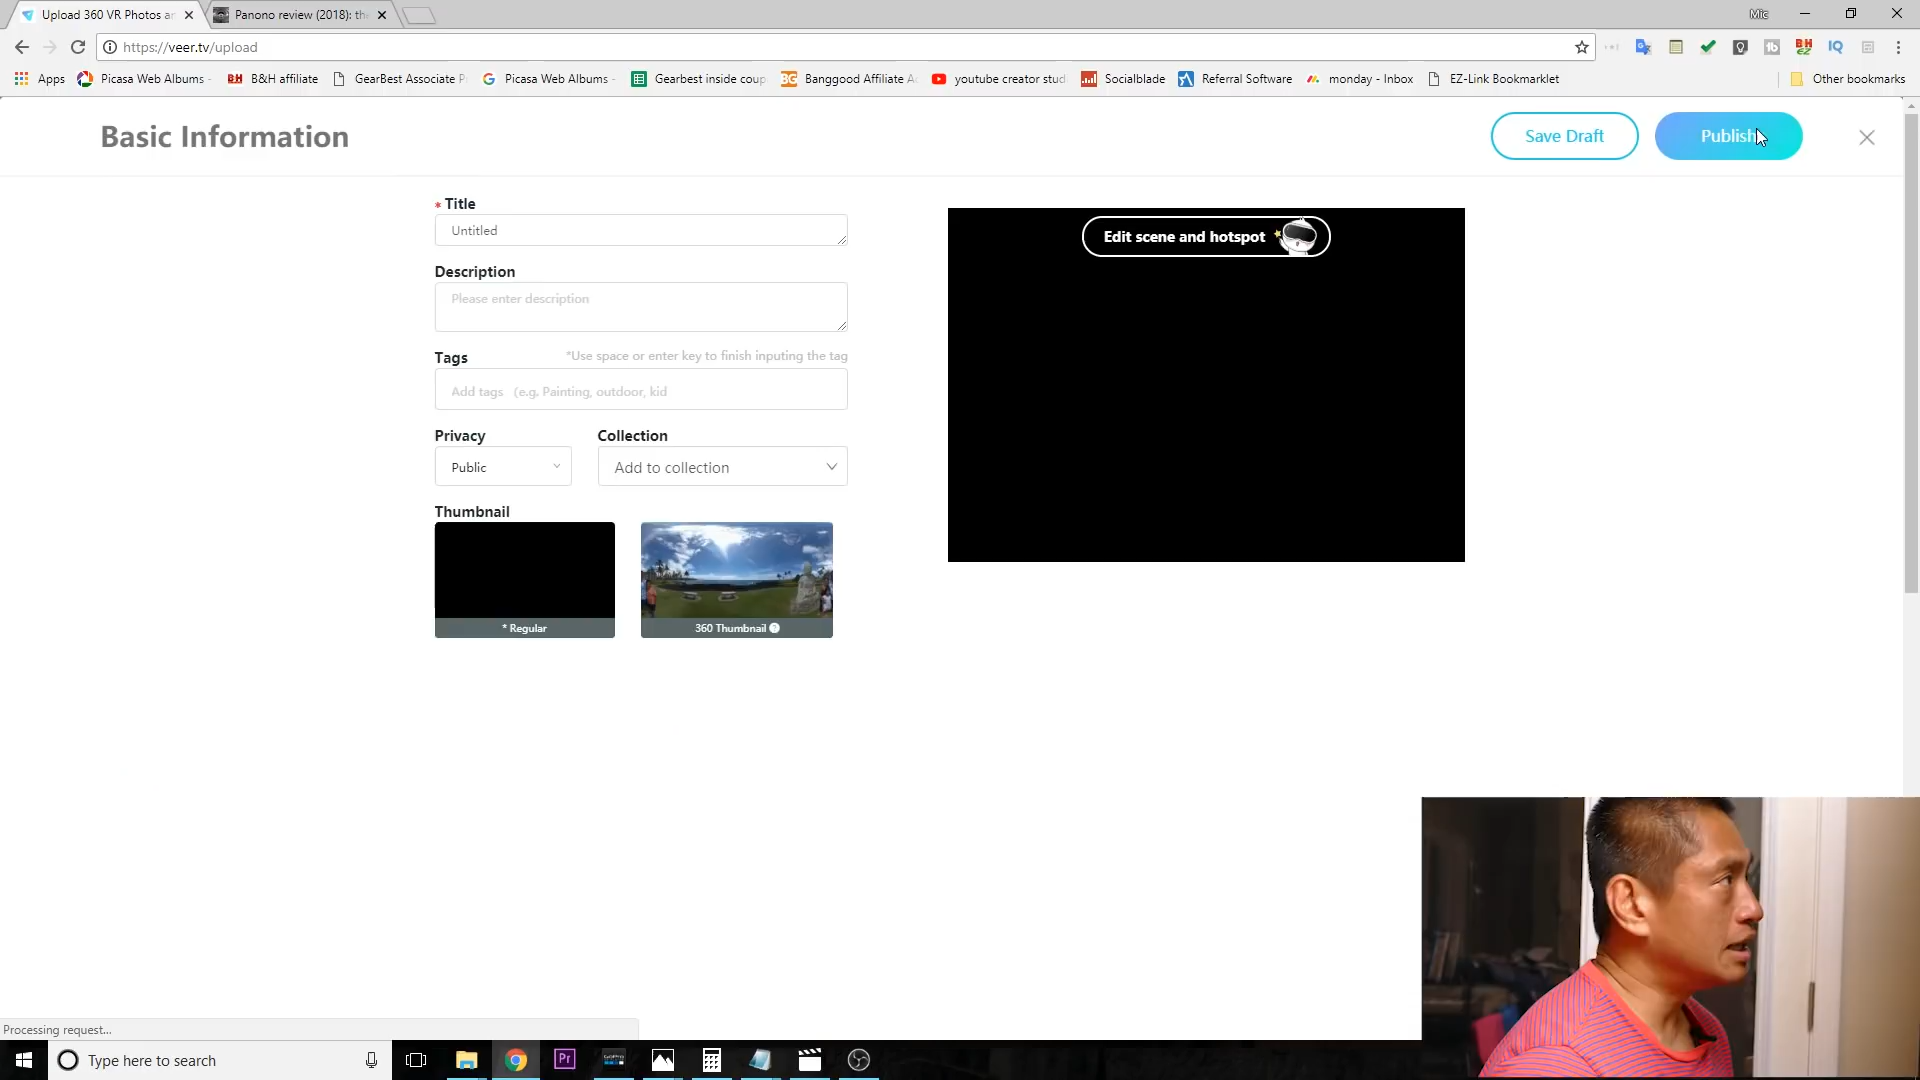 Upload 360 VR Photos ar
Panono review (2018): th
Mic
https://veer.tv/upload
Apps
Picasa Web Albums -
B&H affiliate
GearBest Associate P
Picasa Web Albums -
Gearbest inside coup
Banggood Affiliate A
youtube creator stud
Socialblade
Referral Software
monday - Inbox
EZ-Link Bookmarklet
Other bookmarks
Basic Information
Save Draft
Publish
* Title
Untitled
Edit scene and hotspot
Description
Please enter description
Tags
*Use space or enter key to finish inputing the tag
Add tags (e.g. Painting, outdoor, kid
Privacy
Collection
Public
Add to collection
Thumbnail
* Regular
360 Thumbnail ?
Processing request...
Type here to search
Pr